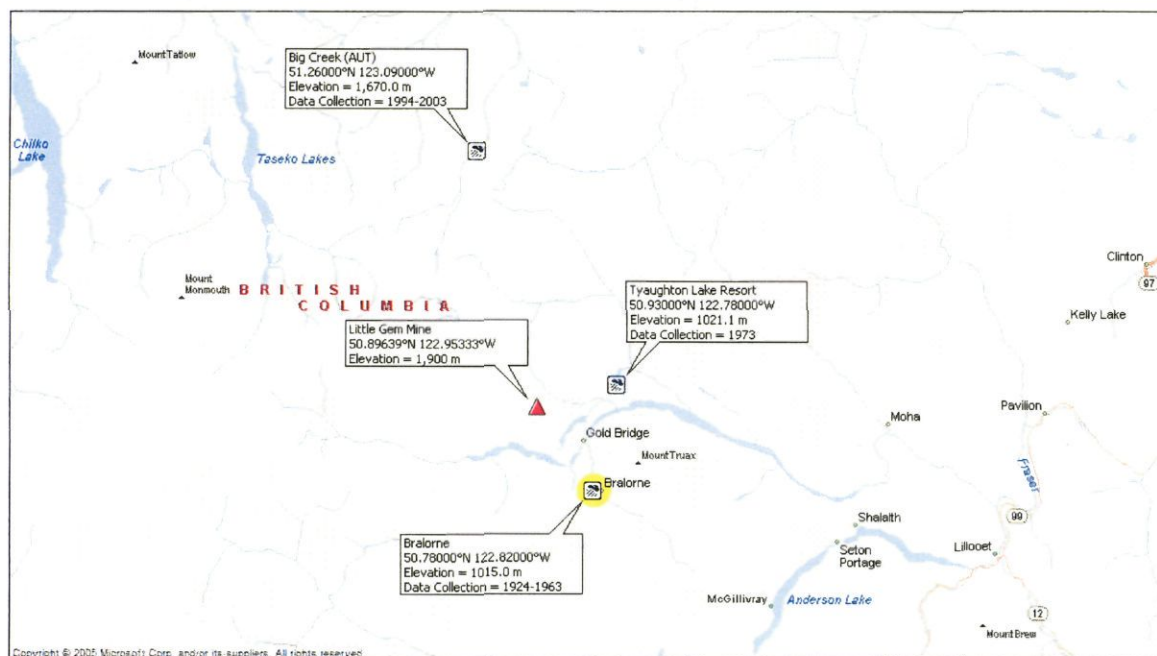 Mount Tatlow
Big Creek (AUT)
51.26000°N 123.09000°W
Elevation = 1,670.0 m
Data Collection = 1994-2003
Chilko
Lake
Taseko Lakes
Mount
Monmouth
BRITISH
COLUMBIA
Tyaughton Lake Resort
50.93000°N 122.78000°W
Elevation = 1021.1 m
Data Collection = 1973
Clinton
97
Kelly Lake
Little Gem Mine
50.89639°N 122.95333°W
Elevation = 1,900 m
Pavilion
Moha
Gold Bridge
Mount Truax
Fraser
Bralorne
99
Shalalth
Lillooet
Seton
Portage
Bralorne
50.78000°N 122.82000°W
Elevation = 1015.0 m
Data Collection = 1924-1963
McGillivray
Anderson Lake
12
Mount Brew
Copyright © 2005 Microsoft Corp. and/or its suppliers. All rights reserved.